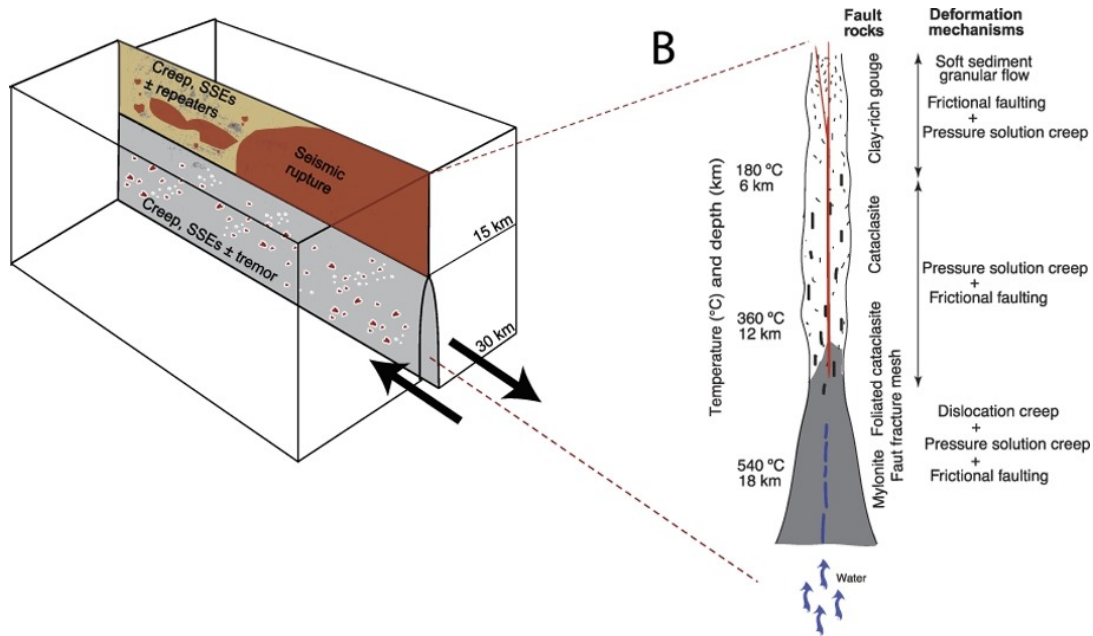 Creep, SSEs
± repeaters
Seismic
rupture
Creep, SSEs ± tremor
15 km
30 km
B
Fault
rocks
Deformation
mechanisms
Temperature (°C) and depth (km)
180 ºC
6 km
360 ºC
12 km
540 ºC
18 km
Clay-rich gouge
Cataclasite
Foliated cataclasite
Mylonite
Faut fracture mesh
Soft sediment
granular flow
Frictional faulting
+
Pressure solution creep
Pressure solution creep
+
Frictional faulting
Dislocation creep
+
Pressure solution creep
+
Frictional faulting
Water